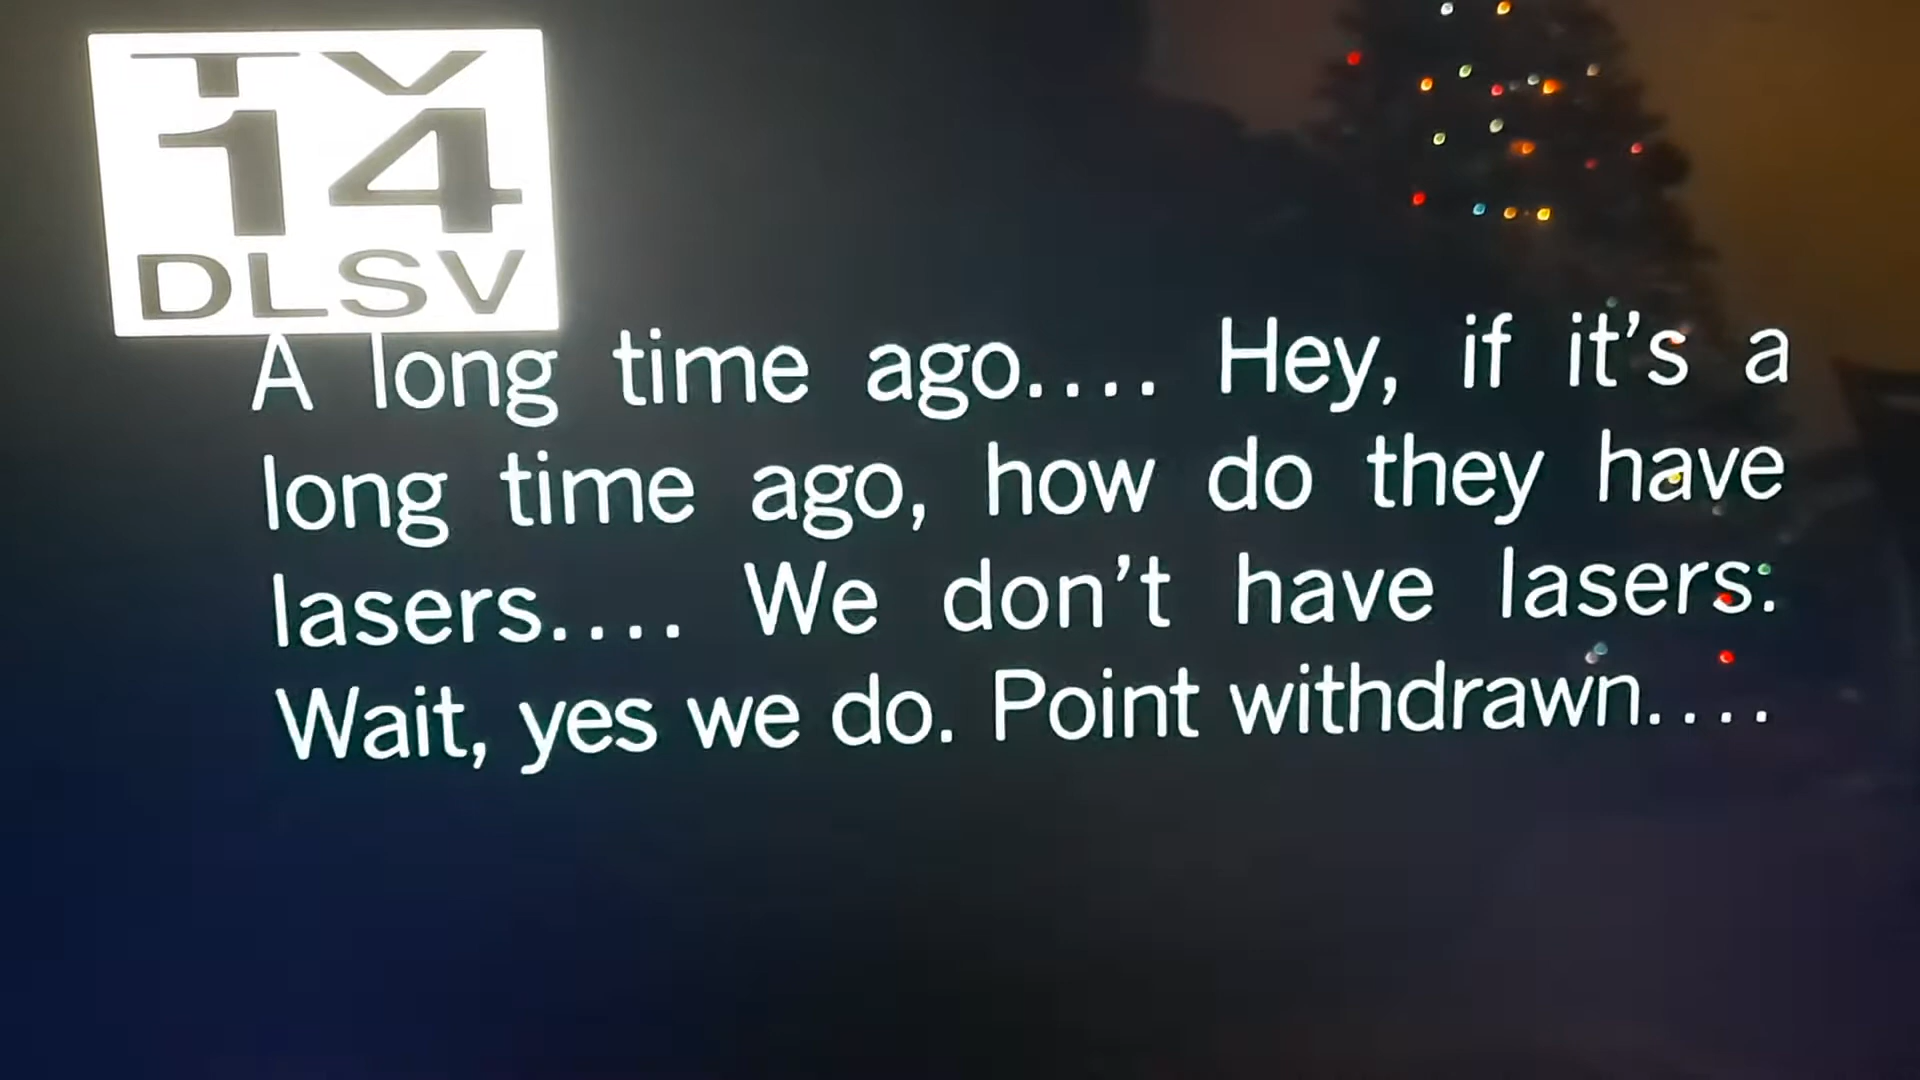 TV
14
DLSV
A long time ago.... Hey, if it's a
long time ago, how do they have
lasers.... We don't have lasers:
Wait, yes we do. Point withdrawn....